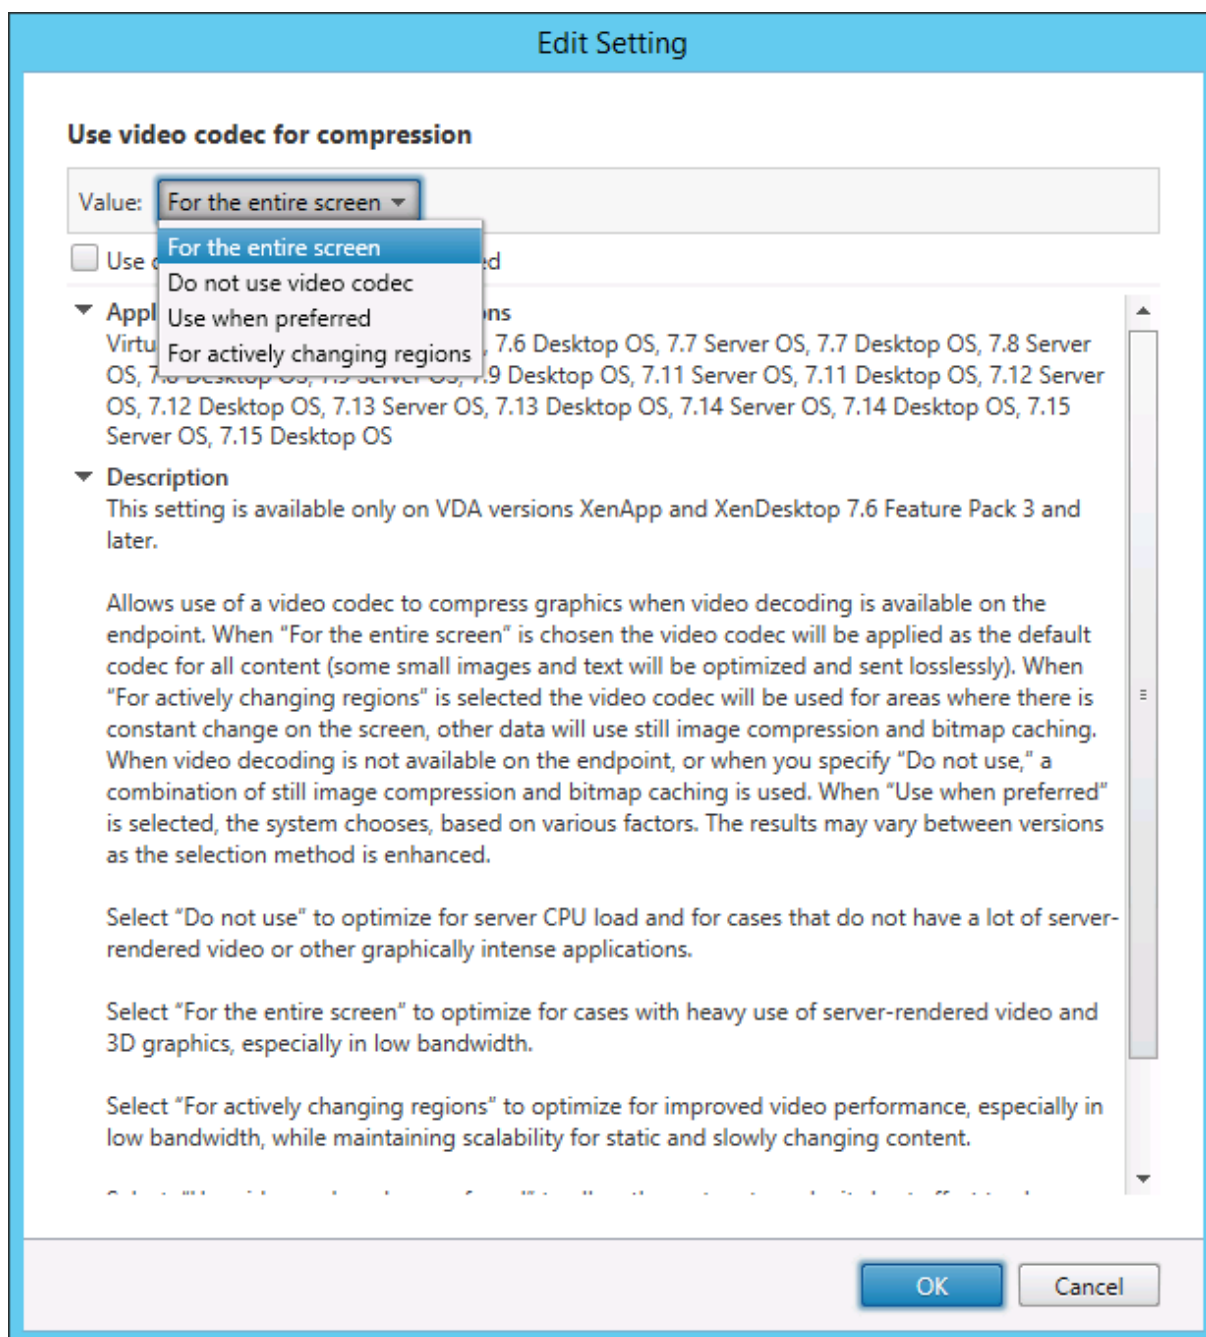 Edit Setting
Use video codec for compression
Value: For the entire screen
For the entire screen
Use
ed
Do not use video codec
Appl
ns
Use when preferred
Virtu
, 7.6 Desktop OS, 7.7 Server OS, 7.7 Desktop OS, 7.8 Server
For actively changing regions
OS, 7.8 Desktop OS, 7.9 Server OS, 7.9 Desktop OS, 7.11 Server OS, 7.11 Desktop OS, 7.12 Server
OS, 7.12 Desktop OS, 7.13 Server OS, 7.13 Desktop OS, 7.14 Server OS, 7.14 Desktop OS, 7.15
Server OS, 7.15 Desktop OS
Description
This setting is available only on VDA versions XenApp and XenDesktop 7.6 Feature Pack 3 and
later.
Allows use of a video codec to compress graphics when video decoding is available on the
endpoint. When “For the entire screen” is chosen the video codec will be applied as the default
codec for all content (some small images and text will be optimized and sent losslessly). When
“For actively changing regions” is selected the video codec will be used for areas where there is
constant change on the screen, other data will use still image compression and bitmap caching.
When video decoding is not available on the endpoint, or when you specify “Do not use,” a
combination of still image compression and bitmap caching is used. When “Use when preferred”
is selected, the system chooses, based on various factors. The results may vary between versions
as the selection method is enhanced.
Select “Do not use” to optimize for server CPU load and for cases that do not have a lot of server-
rendered video or other graphically intense applications.
Select “For the entire screen” to optimize for cases with heavy use of server-rendered video and
3D graphics, especially in low bandwidth.
Select “For actively changing regions” to optimize for improved video performance, especially in
low bandwidth, while maintaining scalability for static and slowly changing content.
OK
Cancel